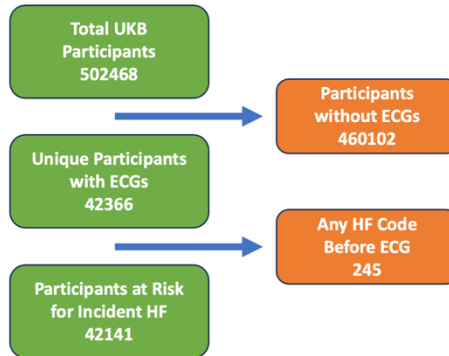 Total UKB
Participants
502468
Participants
without ECGs
460102
Unique Participants
with ECGs
42366
Any HF Code
Before ECG
245
Participants at Risk
for Incident HF
42141